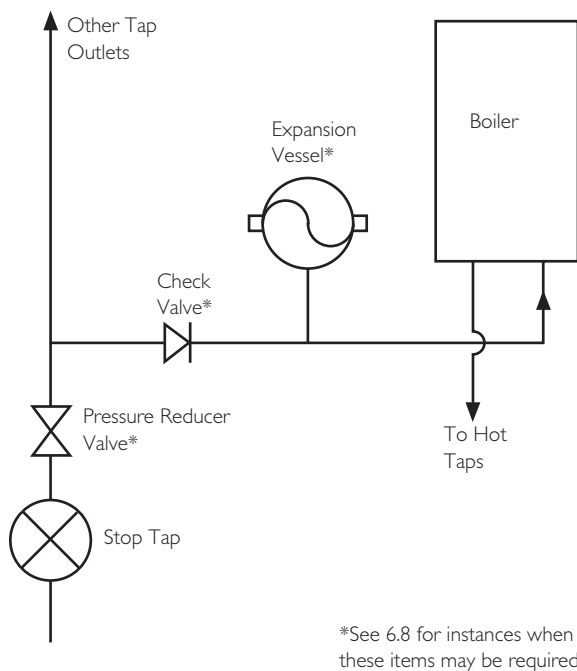 Other Tap
Outlets
Boiler
Expansion
Vessel*
Check
Valve*
Pressure Reducer
Valve*
To Hot
Taps
Stop Tap
*See 6.8 for instances when
these items may be required